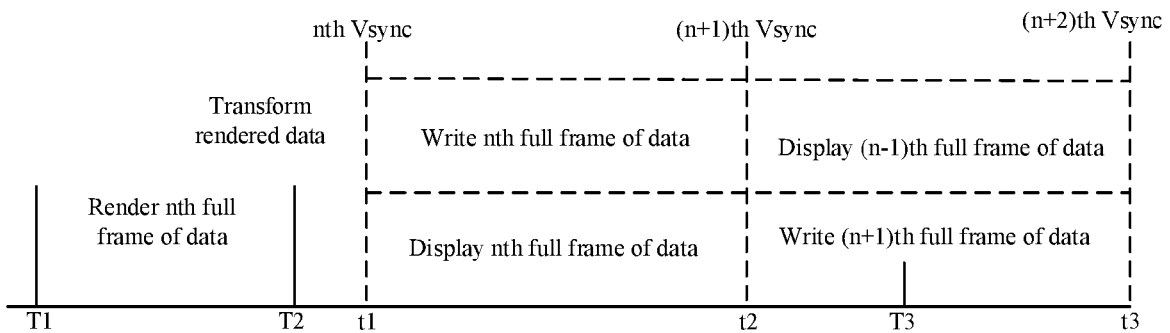 nth Vsync
(n+1)th Vsync
(n+2)th Vsync
Transform
rendered data
Write nth full frame of data
Display (n-1)th full frame of data
Render nth full
frame of data
Display nth full frame of data
Write (n+1)th full frame of data
T1
T2
t1
t2
T3
t3